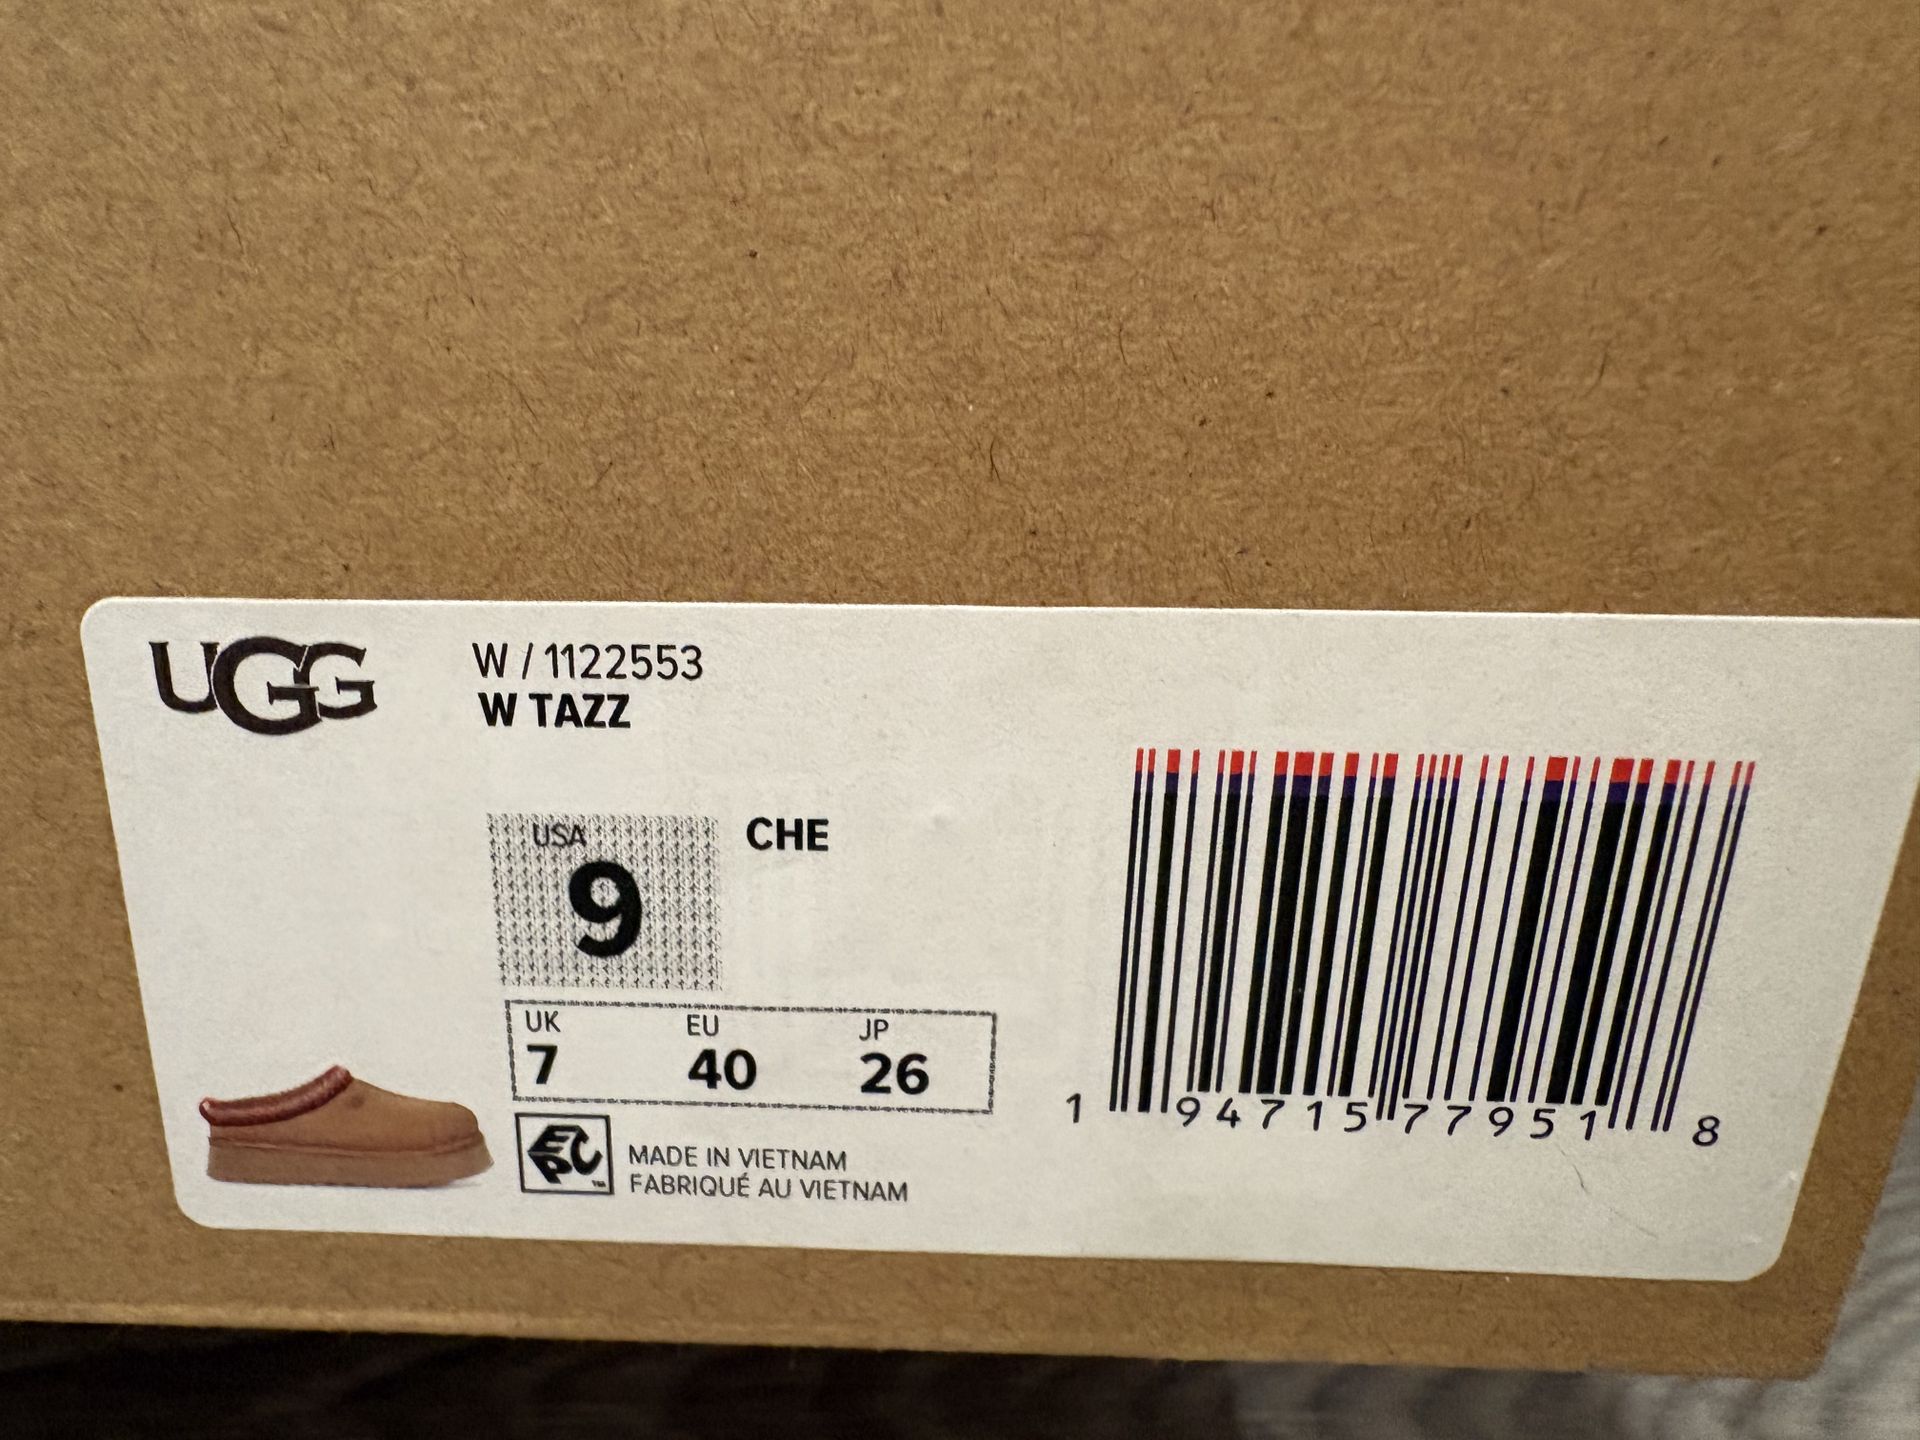 UGG
W / 1122553
W TAZZ
USA
9
CHE
UK EU JP
7 40 26
EPC™
MADE IN VIETNAM
FABRIQUÉ AU VIETNAM
1 94715 77951 8